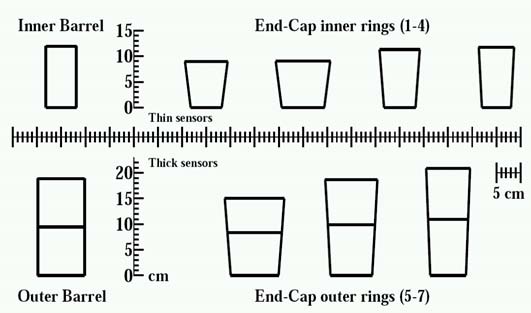 Inner Barrel
15
10
5
0
End-Cap inner rings (1-4)
Thin sensors
Thick sensors
20
15
10
5
0 cm
5 cm
Outer Barrel
End-Cap outer rings (5-7)